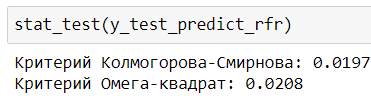 stat_test(y_test_predict_rfr)
Критерий Колмогорова-Смирнова: 0.0197
Критерий Омега-квадрат: 0.0208